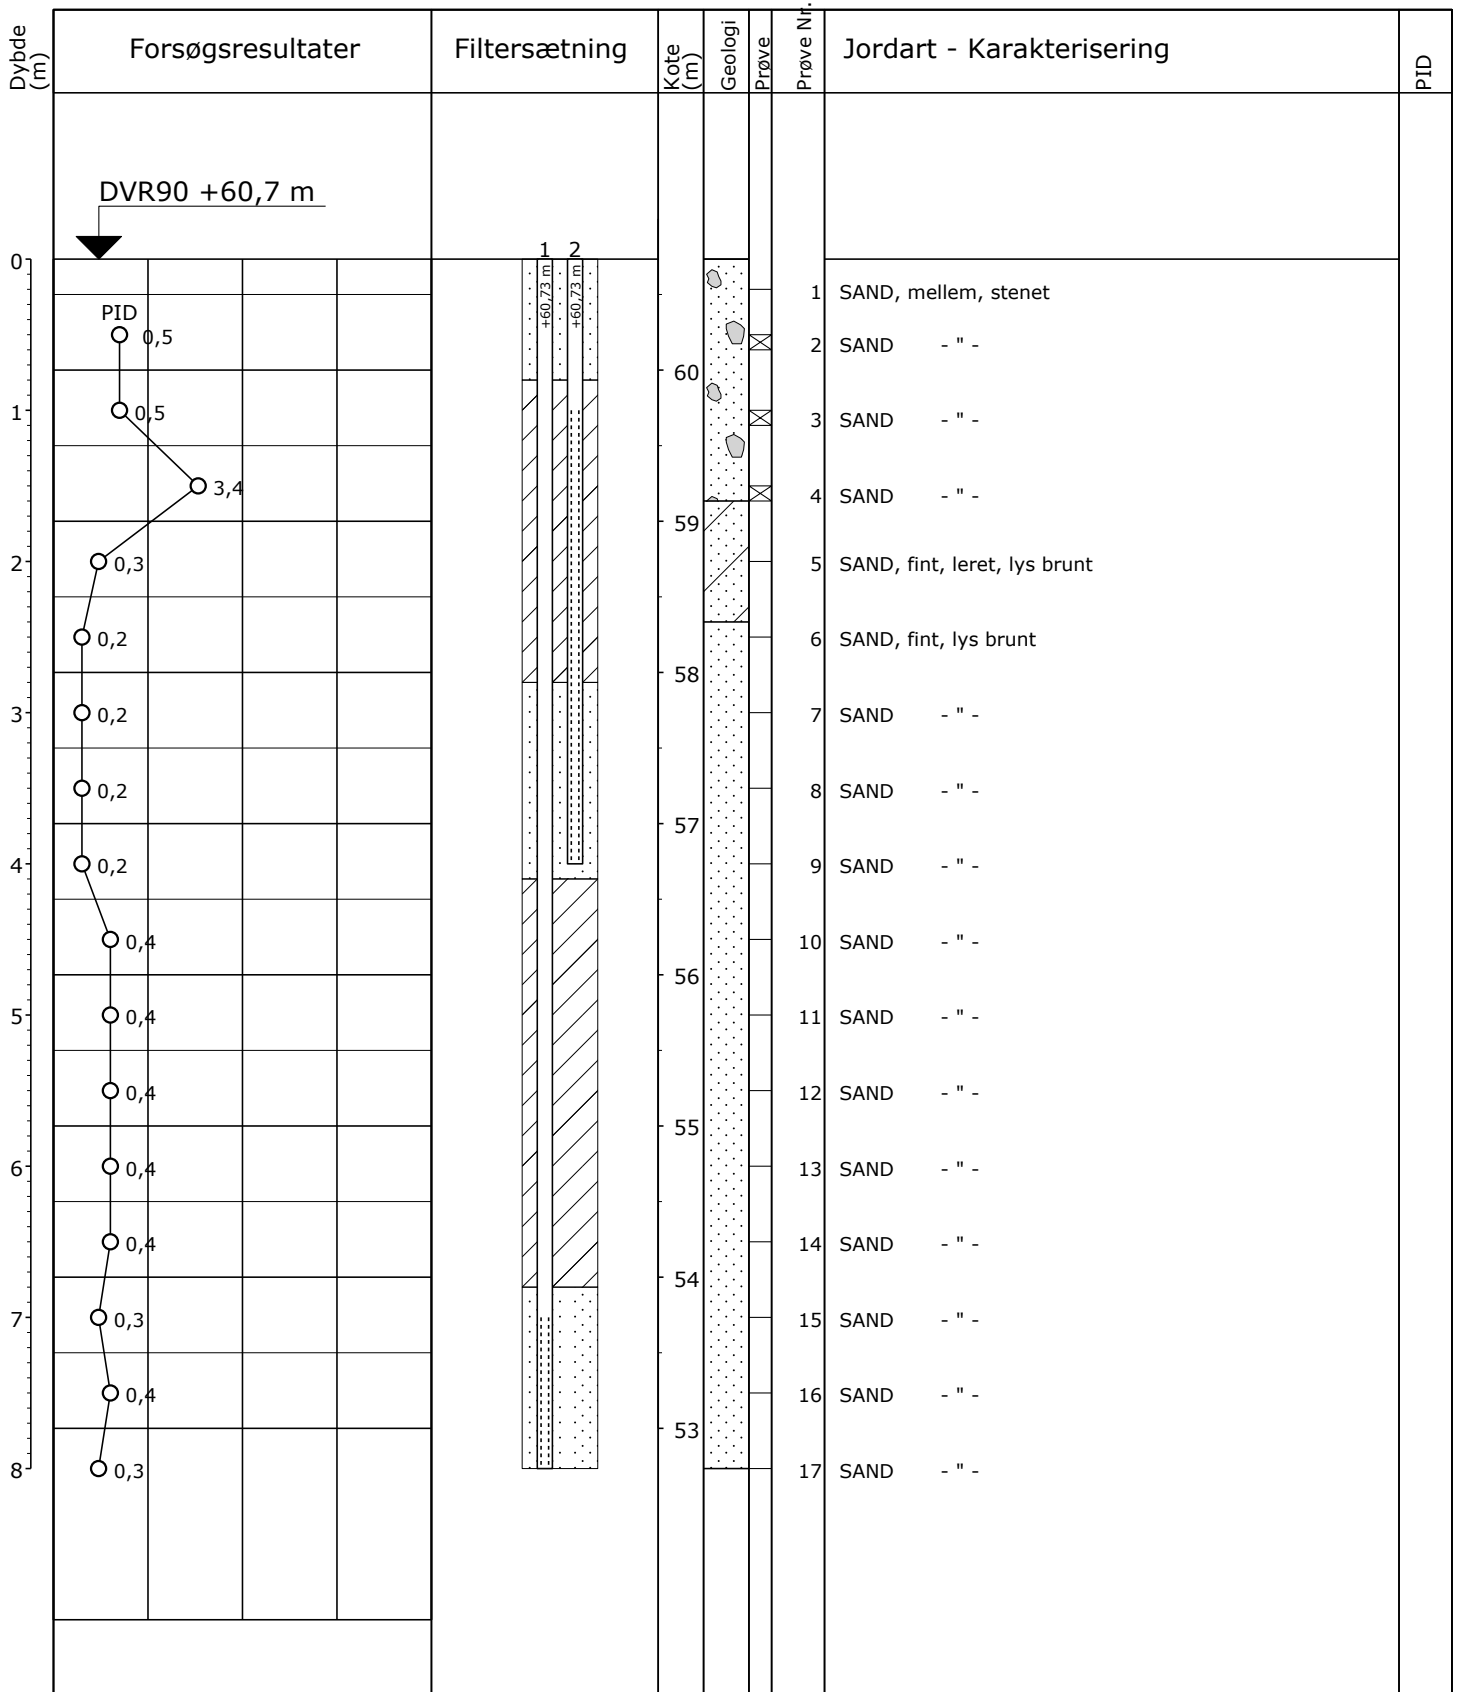 Dybde (m)
Forsøgsresultater
Filtersætning
Kote (m)
Geologi
Prøve
Prøve Nr.
Jordart - Karakterisering
PID
DVR90 +60,7 m
1 2
0
+60,73 m
+60,73 m
1 SAND, mellem, stenet
PID
0,5
2 SAND - " -
60
1
0,5
3 SAND - " -
3,4
4 SAND - " -
59
2
0,3
5 SAND, fint, leret, lys brunt
0,2
6 SAND, fint, lys brunt
58
3
0,2
7 SAND - " -
0,2
8 SAND - " -
57
4
0,2
9 SAND - " -
0,4
10 SAND - " -
56
5
0,4
11 SAND - " -
0,4
12 SAND - " -
55
6
0,4
13 SAND - " -
0,4
14 SAND - " -
54
7
0,3
15 SAND - " -
0,4
16 SAND - " -
53
8
0,3
17 SAND - " -